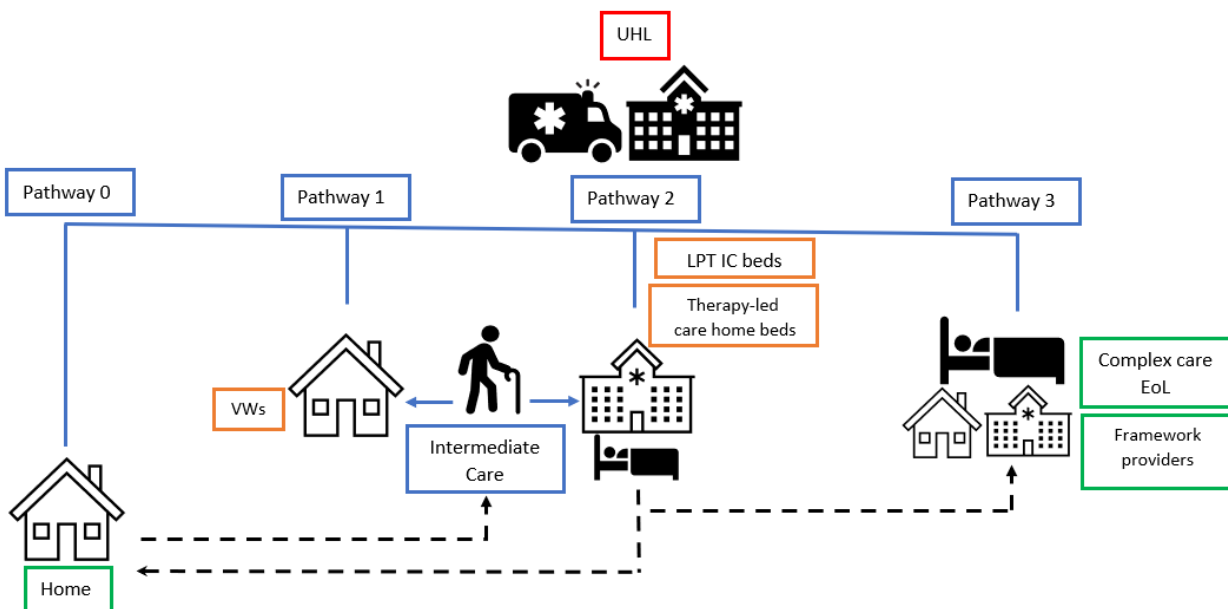 UHL
Pathway 0
Pathway 1
Pathway 2
Pathway 3
LPT IC beds
Therapy-led
care home beds
VWs
Intermediate
Care
Complex care
EoL
Framework
providers
Home